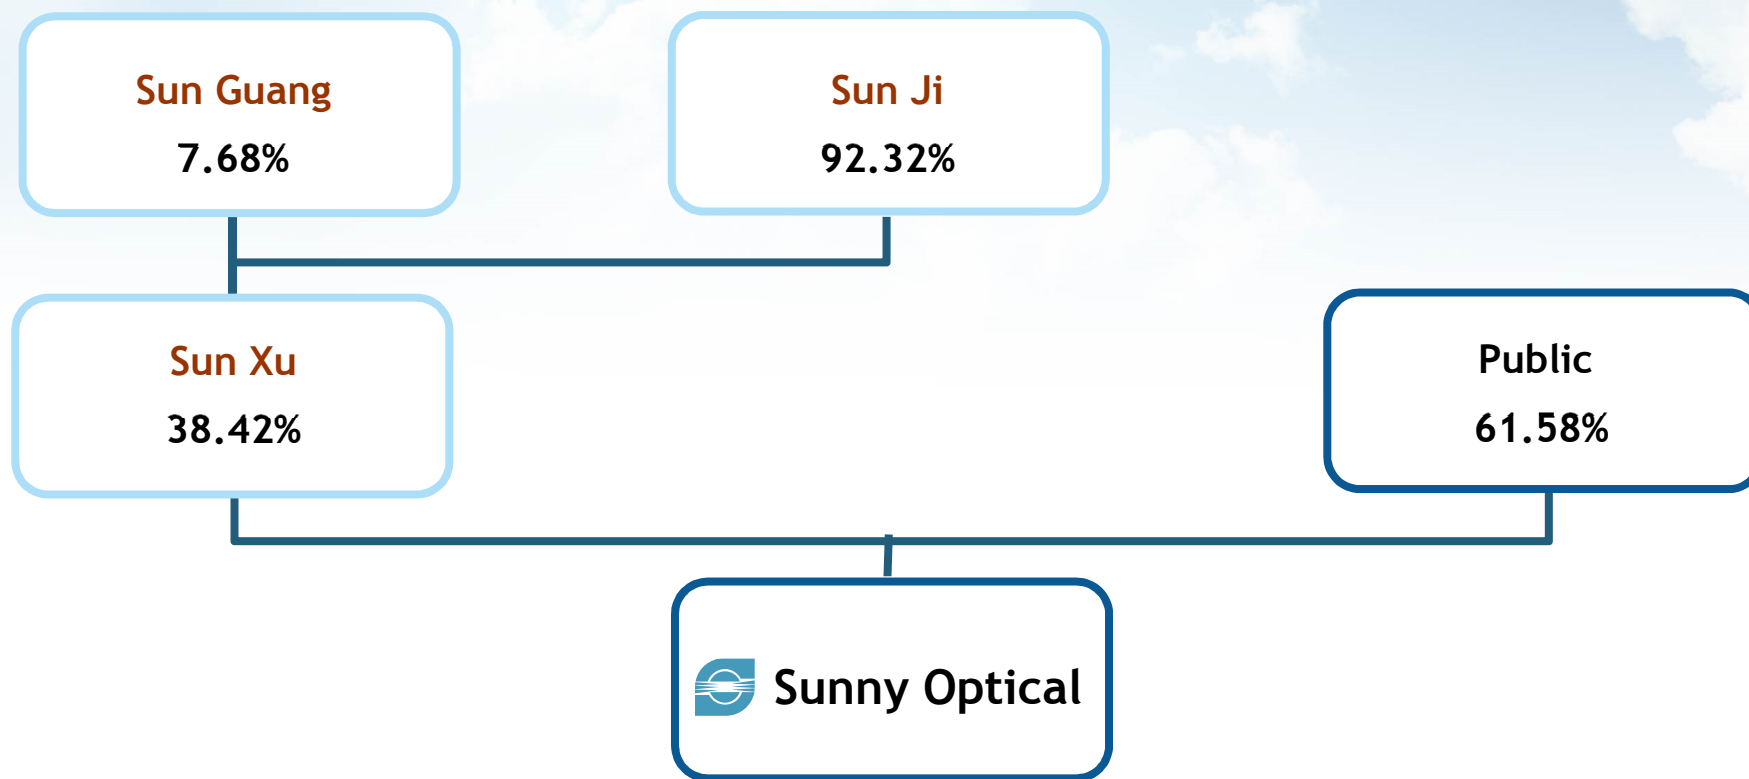 Sun Guang
7.68%
Sun Ji
92.32%
Sun Xu
38.42%
Public
61.58%
Sunny Optical